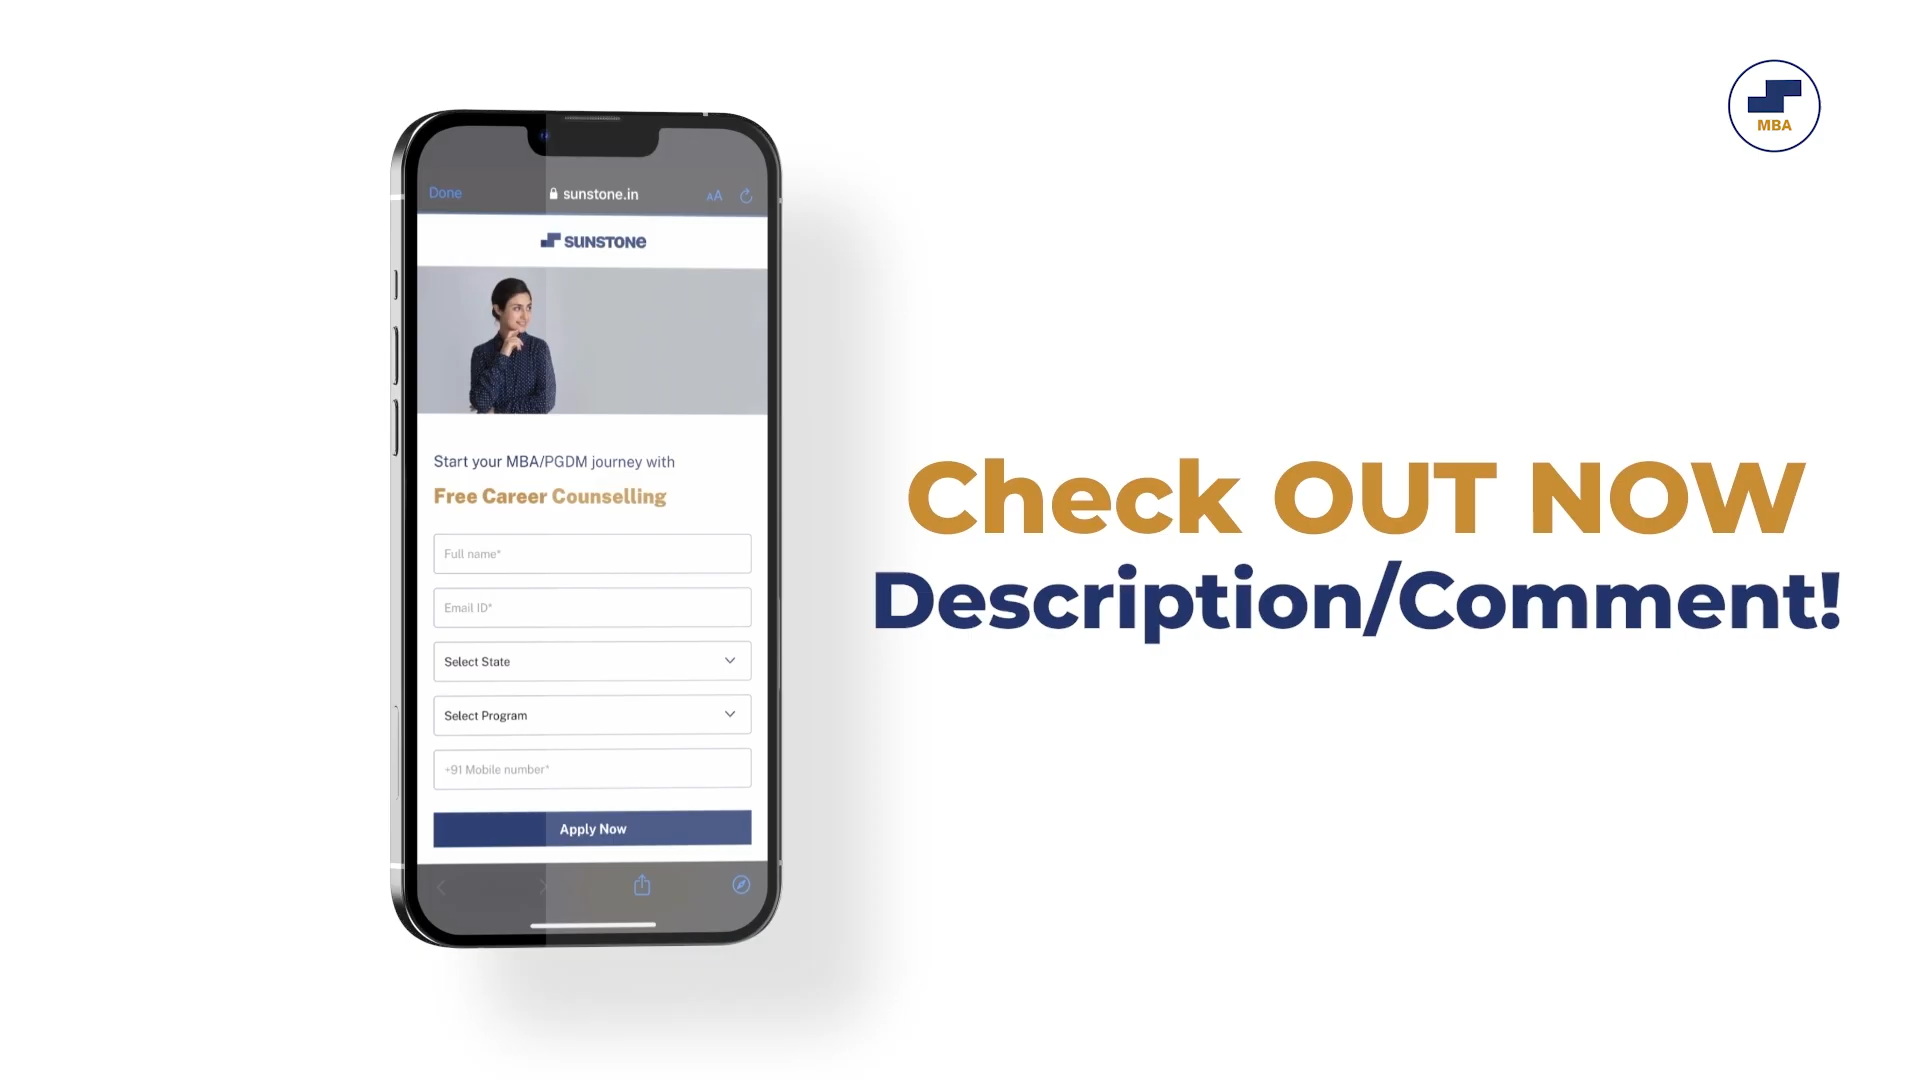 MBA
Done
sunstone.in
AA
SUNSTONE
Start your MBA/PGDM journey with
Free Career Counselling
Full name*
Email ID*
Select State
Select Program
+91 Mobile number*
Apply Now
Check OUT NOW
Description/Comment!